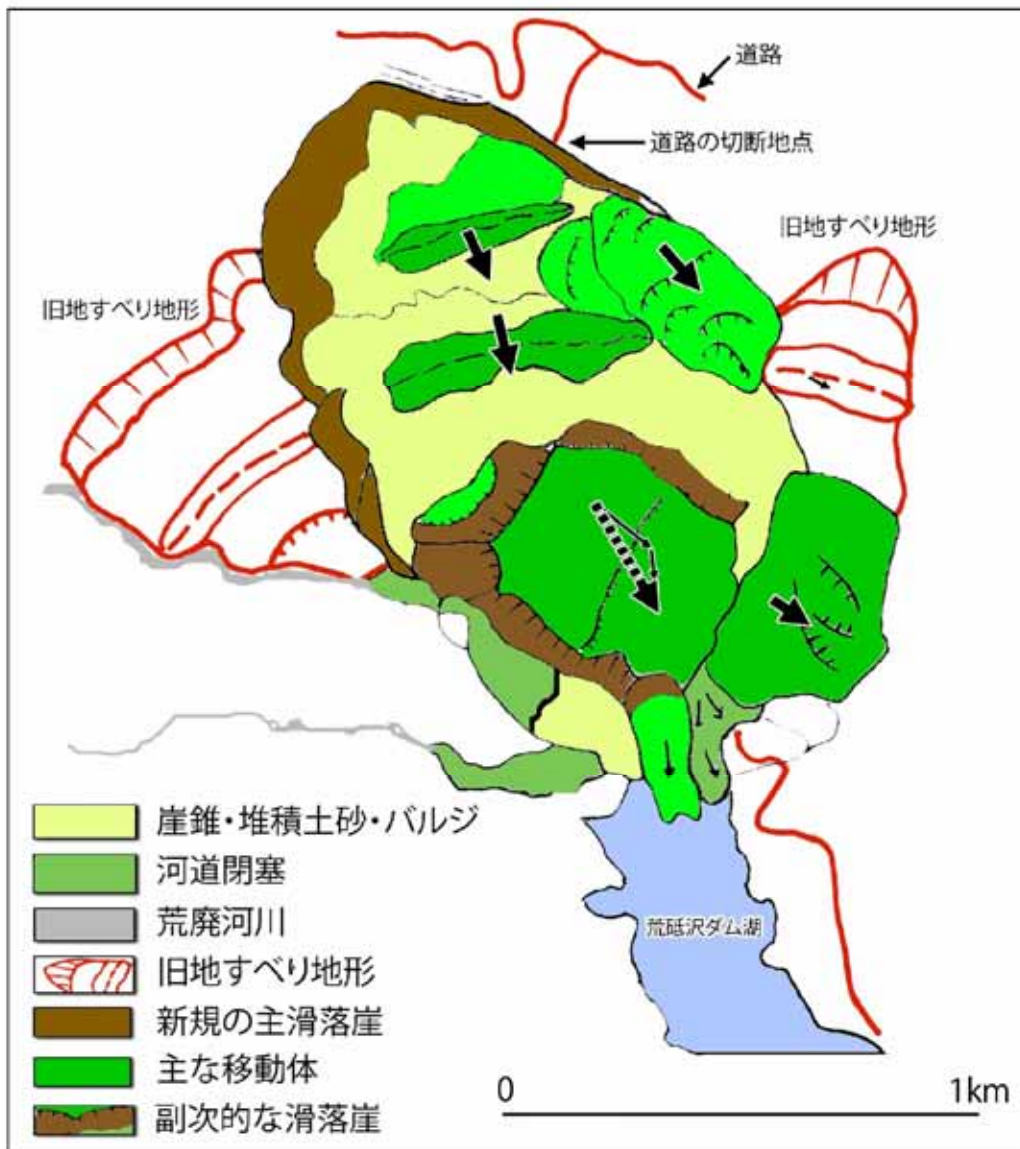 道路
道路の切断地点
旧地すべり地形
旧地すべり地形
荒砥沢ダム湖
崖錐・堆積土砂・バルジ
河道閉塞
荒廃河川
旧地すべり地形
新規の主滑落崖
主な移動体
副次的な滑落崖
0 1km